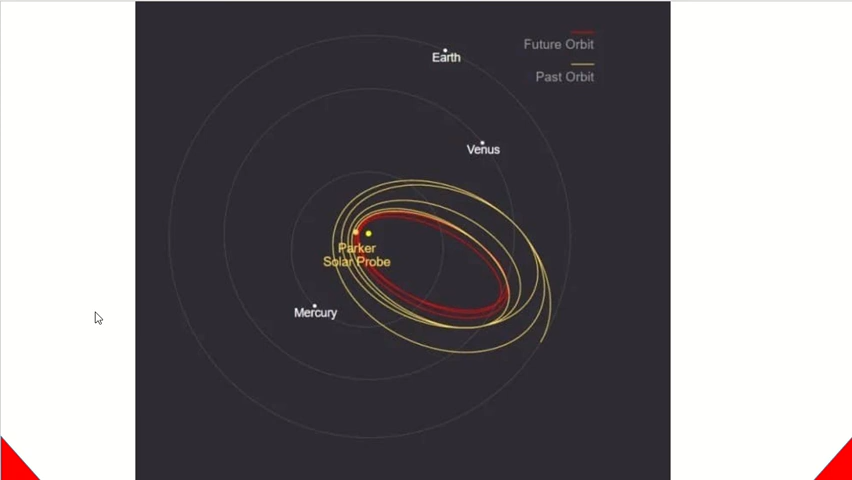 Future Orbit
Earth
Past Orbit
Venus
Parker
Solar Probe
Mercury